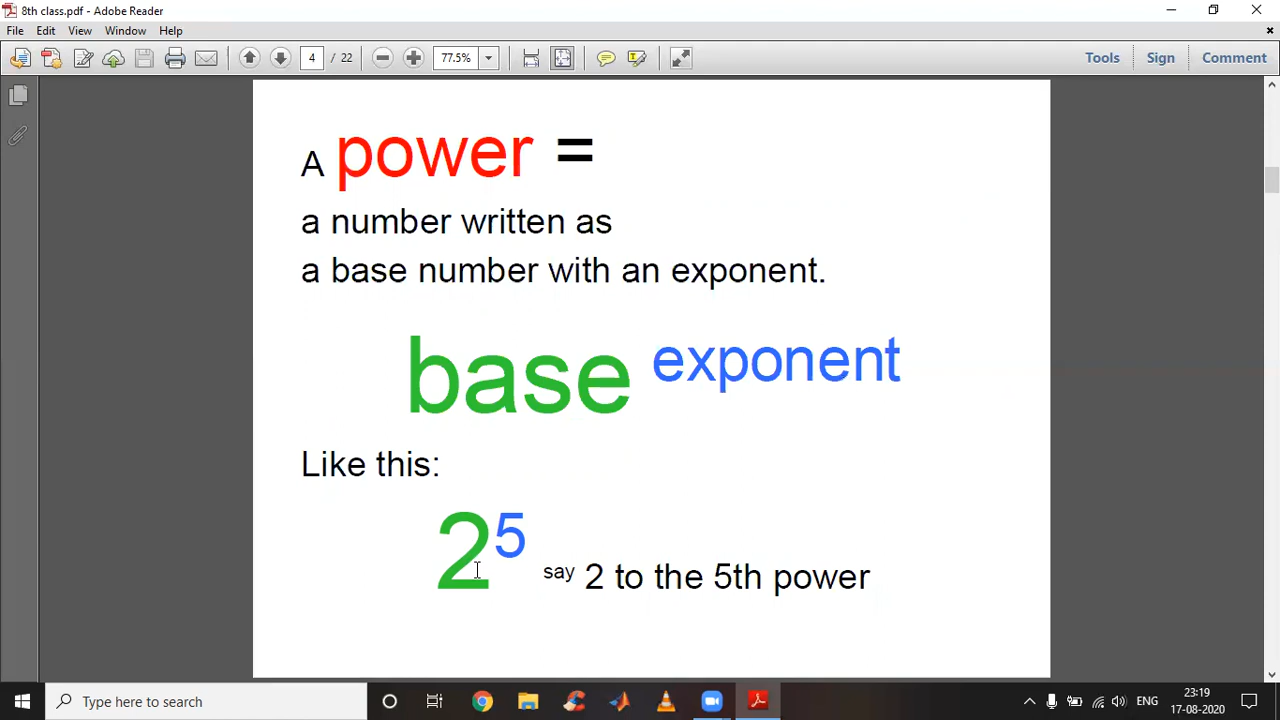 8th class.pdf - Adobe Reader
File Edit View Window Help
4 / 22 77.5% Tools Sign Comment
A power =
a number written as
a base number with an exponent.
base exponent
Like this:
2⁵ say 2 to the 5th power
Type here to search
ENG
23:19
17-08-2020